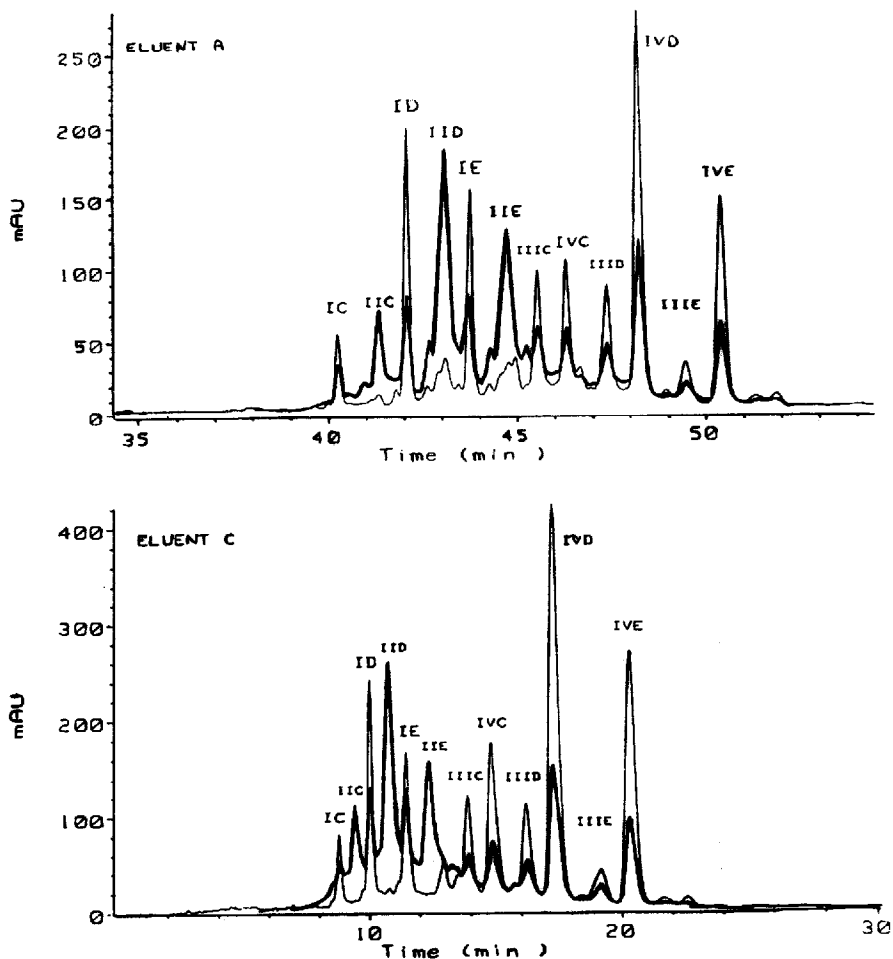 ELUENT A
IVD
250
ID
IID
200
IE
IVE
150
IIE
IIIC
IVC
IIID
100
IC
IIC
IIIE
50
0
mAU
35
40
45
50
Time (min )
ELUENT C
IVD
400
IVE
300
IID
ID
IE
IVC
200
IIE
IIIC
IIID
IIC
IC
IIIE
100
0
mAU
10
20
30
Time (min )